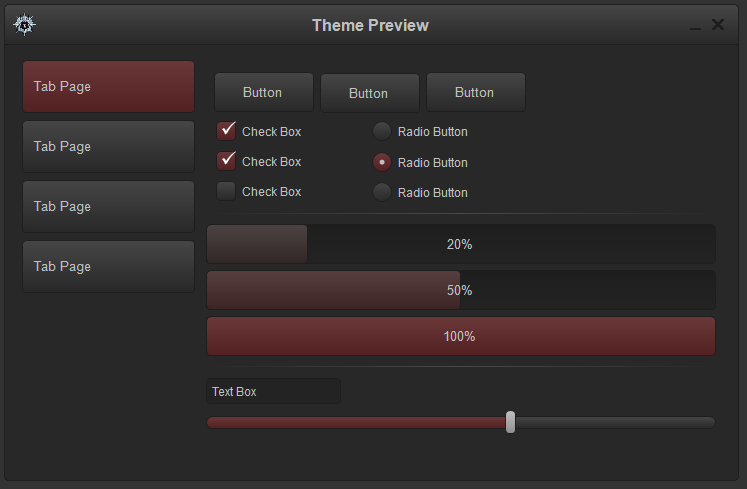 Theme Preview
Tab Page
Tab Page
Tab Page
Tab Page
Button Button Button
Check Box Radio Button
Check Box Radio Button
Check Box Radio Button
20%
50%
100%
Text Box